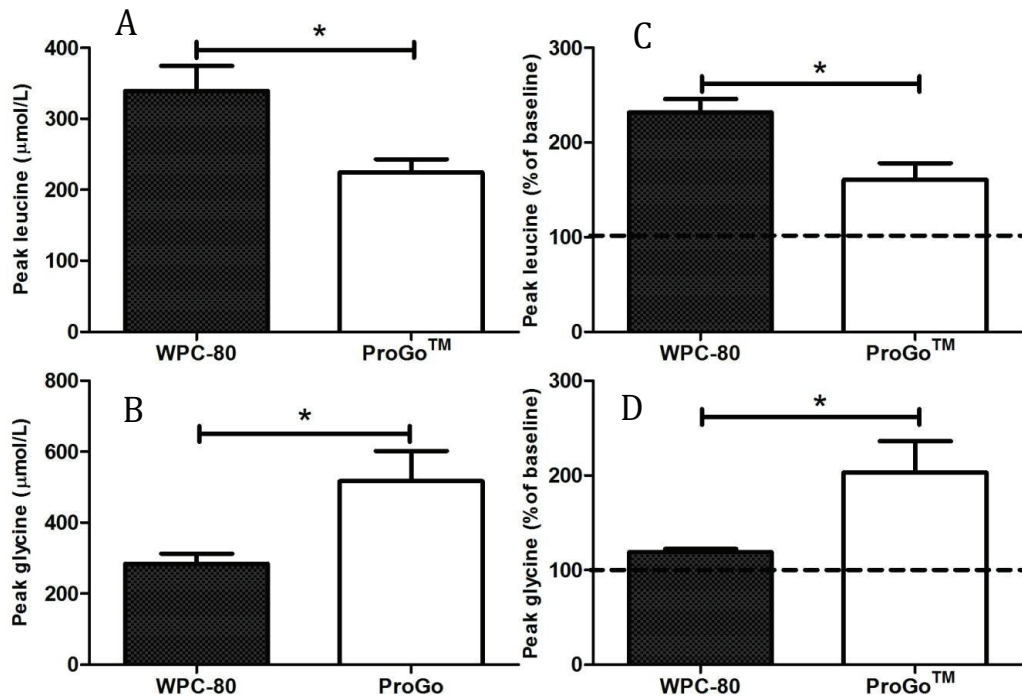 A
*
Peak leucine (μmol/L)
400
300
200
100
0
WPC-80 ProGo™
C
*
Peak leucine (% of baseline)
300
200
100
0
WPC-80 ProGo™
B
*
Peak glycine (μmol/L)
800
600
400
200
0
WPC-80 ProGo
D
*
Peak glycine (% of baseline)
300
200
100
0
WPC-80 ProGo™